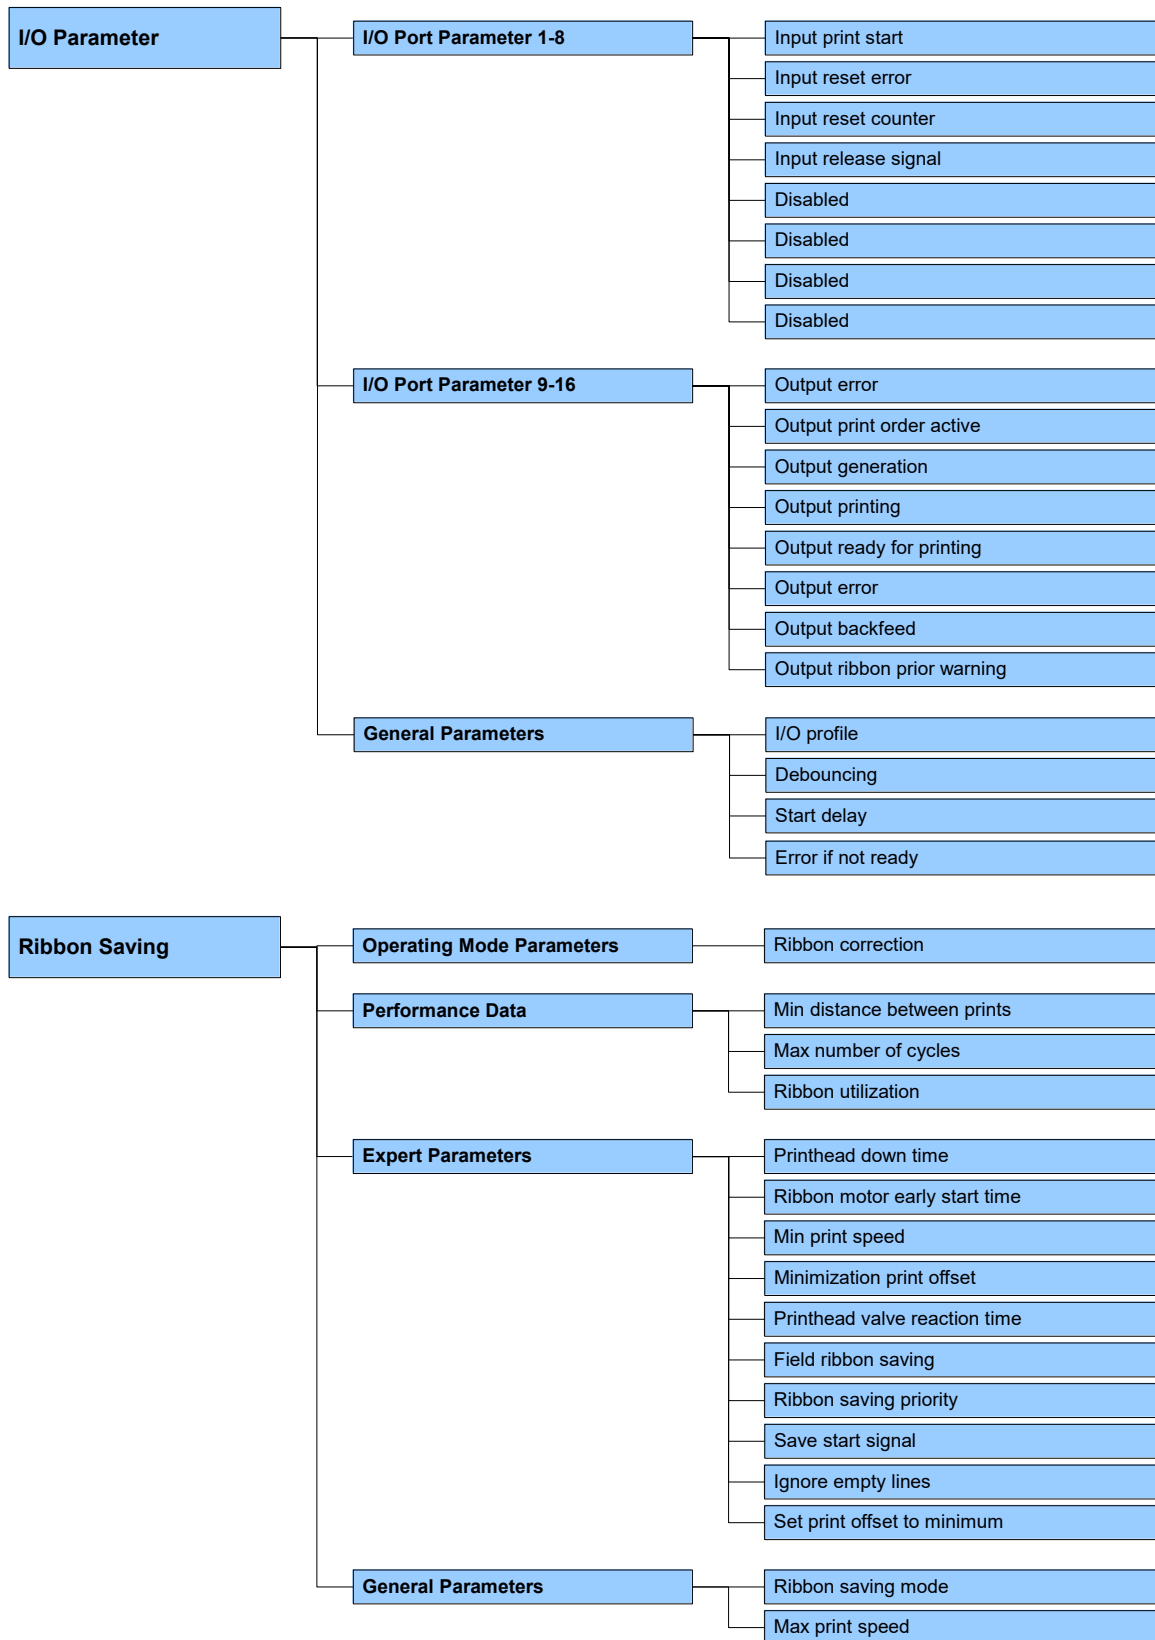 I/O Parameter
I/O Port Parameter 1-8
Input print start
Input reset error
Input reset counter
Input release signal
Disabled
Disabled
Disabled
Disabled
I/O Port Parameter 9-16
Output error
Output print order active
Output generation
Output printing
Output ready for printing
Output error
Output backfeed
Output ribbon prior warning
General Parameters
I/O profile
Debouncing
Start delay
Error if not ready
Ribbon Saving
Operating Mode Parameters
Ribbon correction
Performance Data
Min distance between prints
Max number of cycles
Ribbon utilization
Expert Parameters
Printhead down time
Ribbon motor early start time
Min print speed
Minimization print offset
Printhead valve reaction time
Field ribbon saving
Ribbon saving priority
Save start signal
Ignore empty lines
Set print offset to minimum
General Parameters
Ribbon saving mode
Max print speed